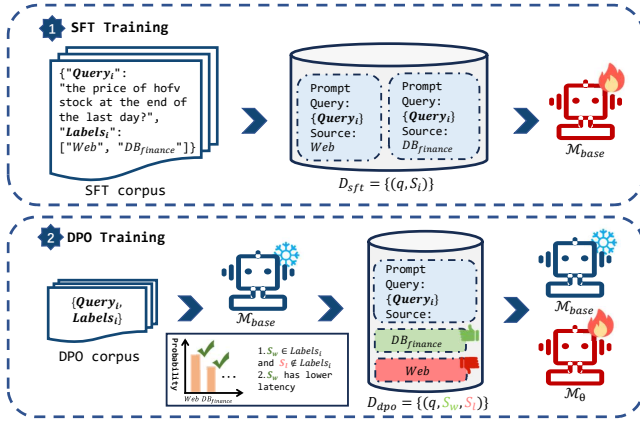 1 SFT Training
{"Query_i":
"the price of hofv
stock at the end of
the last day?",
"Labels_i":
["Web", "DB_finance"]}
SFT corpus
Prompt
Query:
{Query_i}
Source:
Web
Prompt
Query:
{Query_i}
Source:
DB_finance
D_sft = {(q, S_i)}
M_base
2 DPO Training
{Query_i,
Labels_i}
DPO corpus
M_base
Probability
Web DB_finance
...
1.S_w ∈ Labels_i
and S_l ∉ Labels_i
2.S_w has lower
latency
Prompt
Query:
{Query_i}
Source:
DB_finance
Web
D_dpo = {(q, S_w, S_l)}
M_base
M_θ